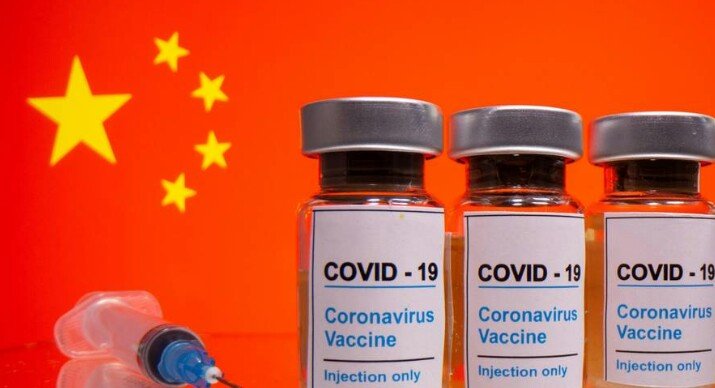 COVID - 19
Coronavirus
Vaccine
Injection only
COVID - 19
Coronavirus
Vaccine
Injection only
COVID - 19
Coronavirus
Vaccine
Injection only